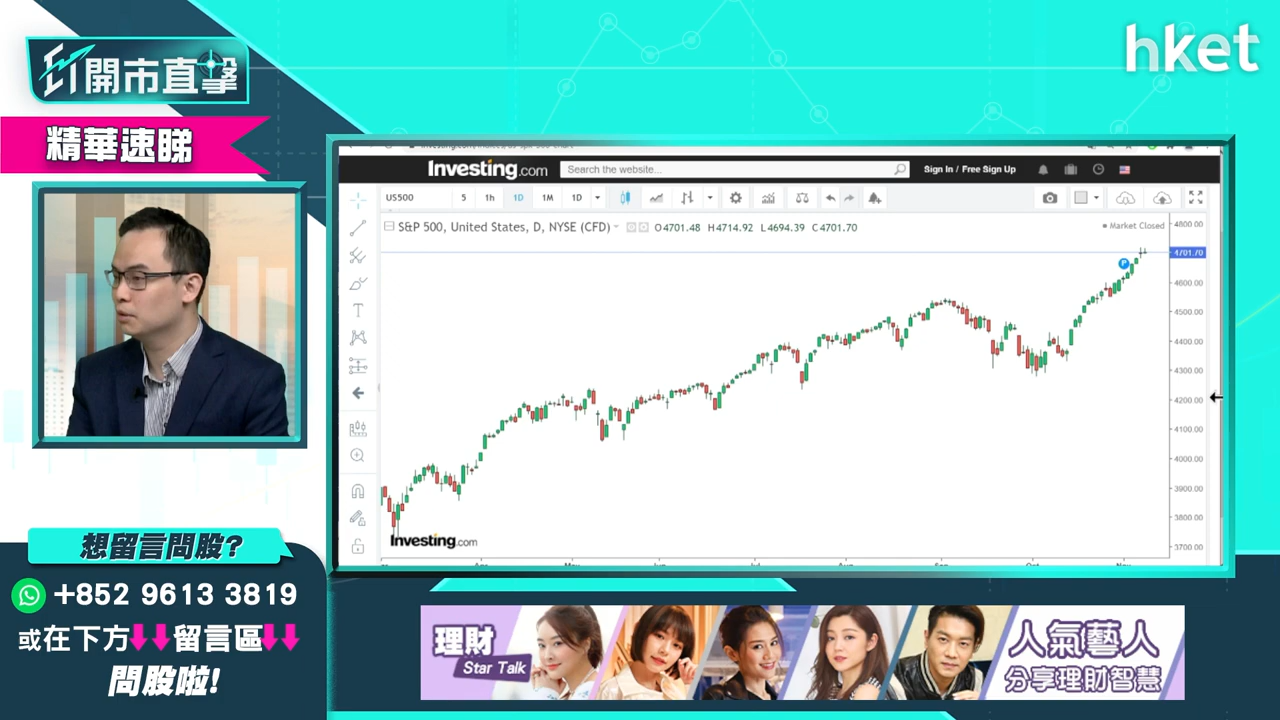 ET開市直擊
hket
精華速睇
Investing.com
Search the website...
Sign In / Free Sign Up
US500
5
1h
1D
1M
1D
S&P 500, United States, D, NYSE (CFD)
O4701.48 H4714.92 L4694.39 C4701.70
Market Closed
4800.00
4701.70
4600.00
4500.00
4400.00
4300.00
4200.00
4100.00
4000.00
3900.00
3800.00
3700.00
P
Investing.com
想留言問股?
+852 9613 3819
或在下方留言區
問股啦!
理財
Star Talk
人氣藝人
分享理財智慧